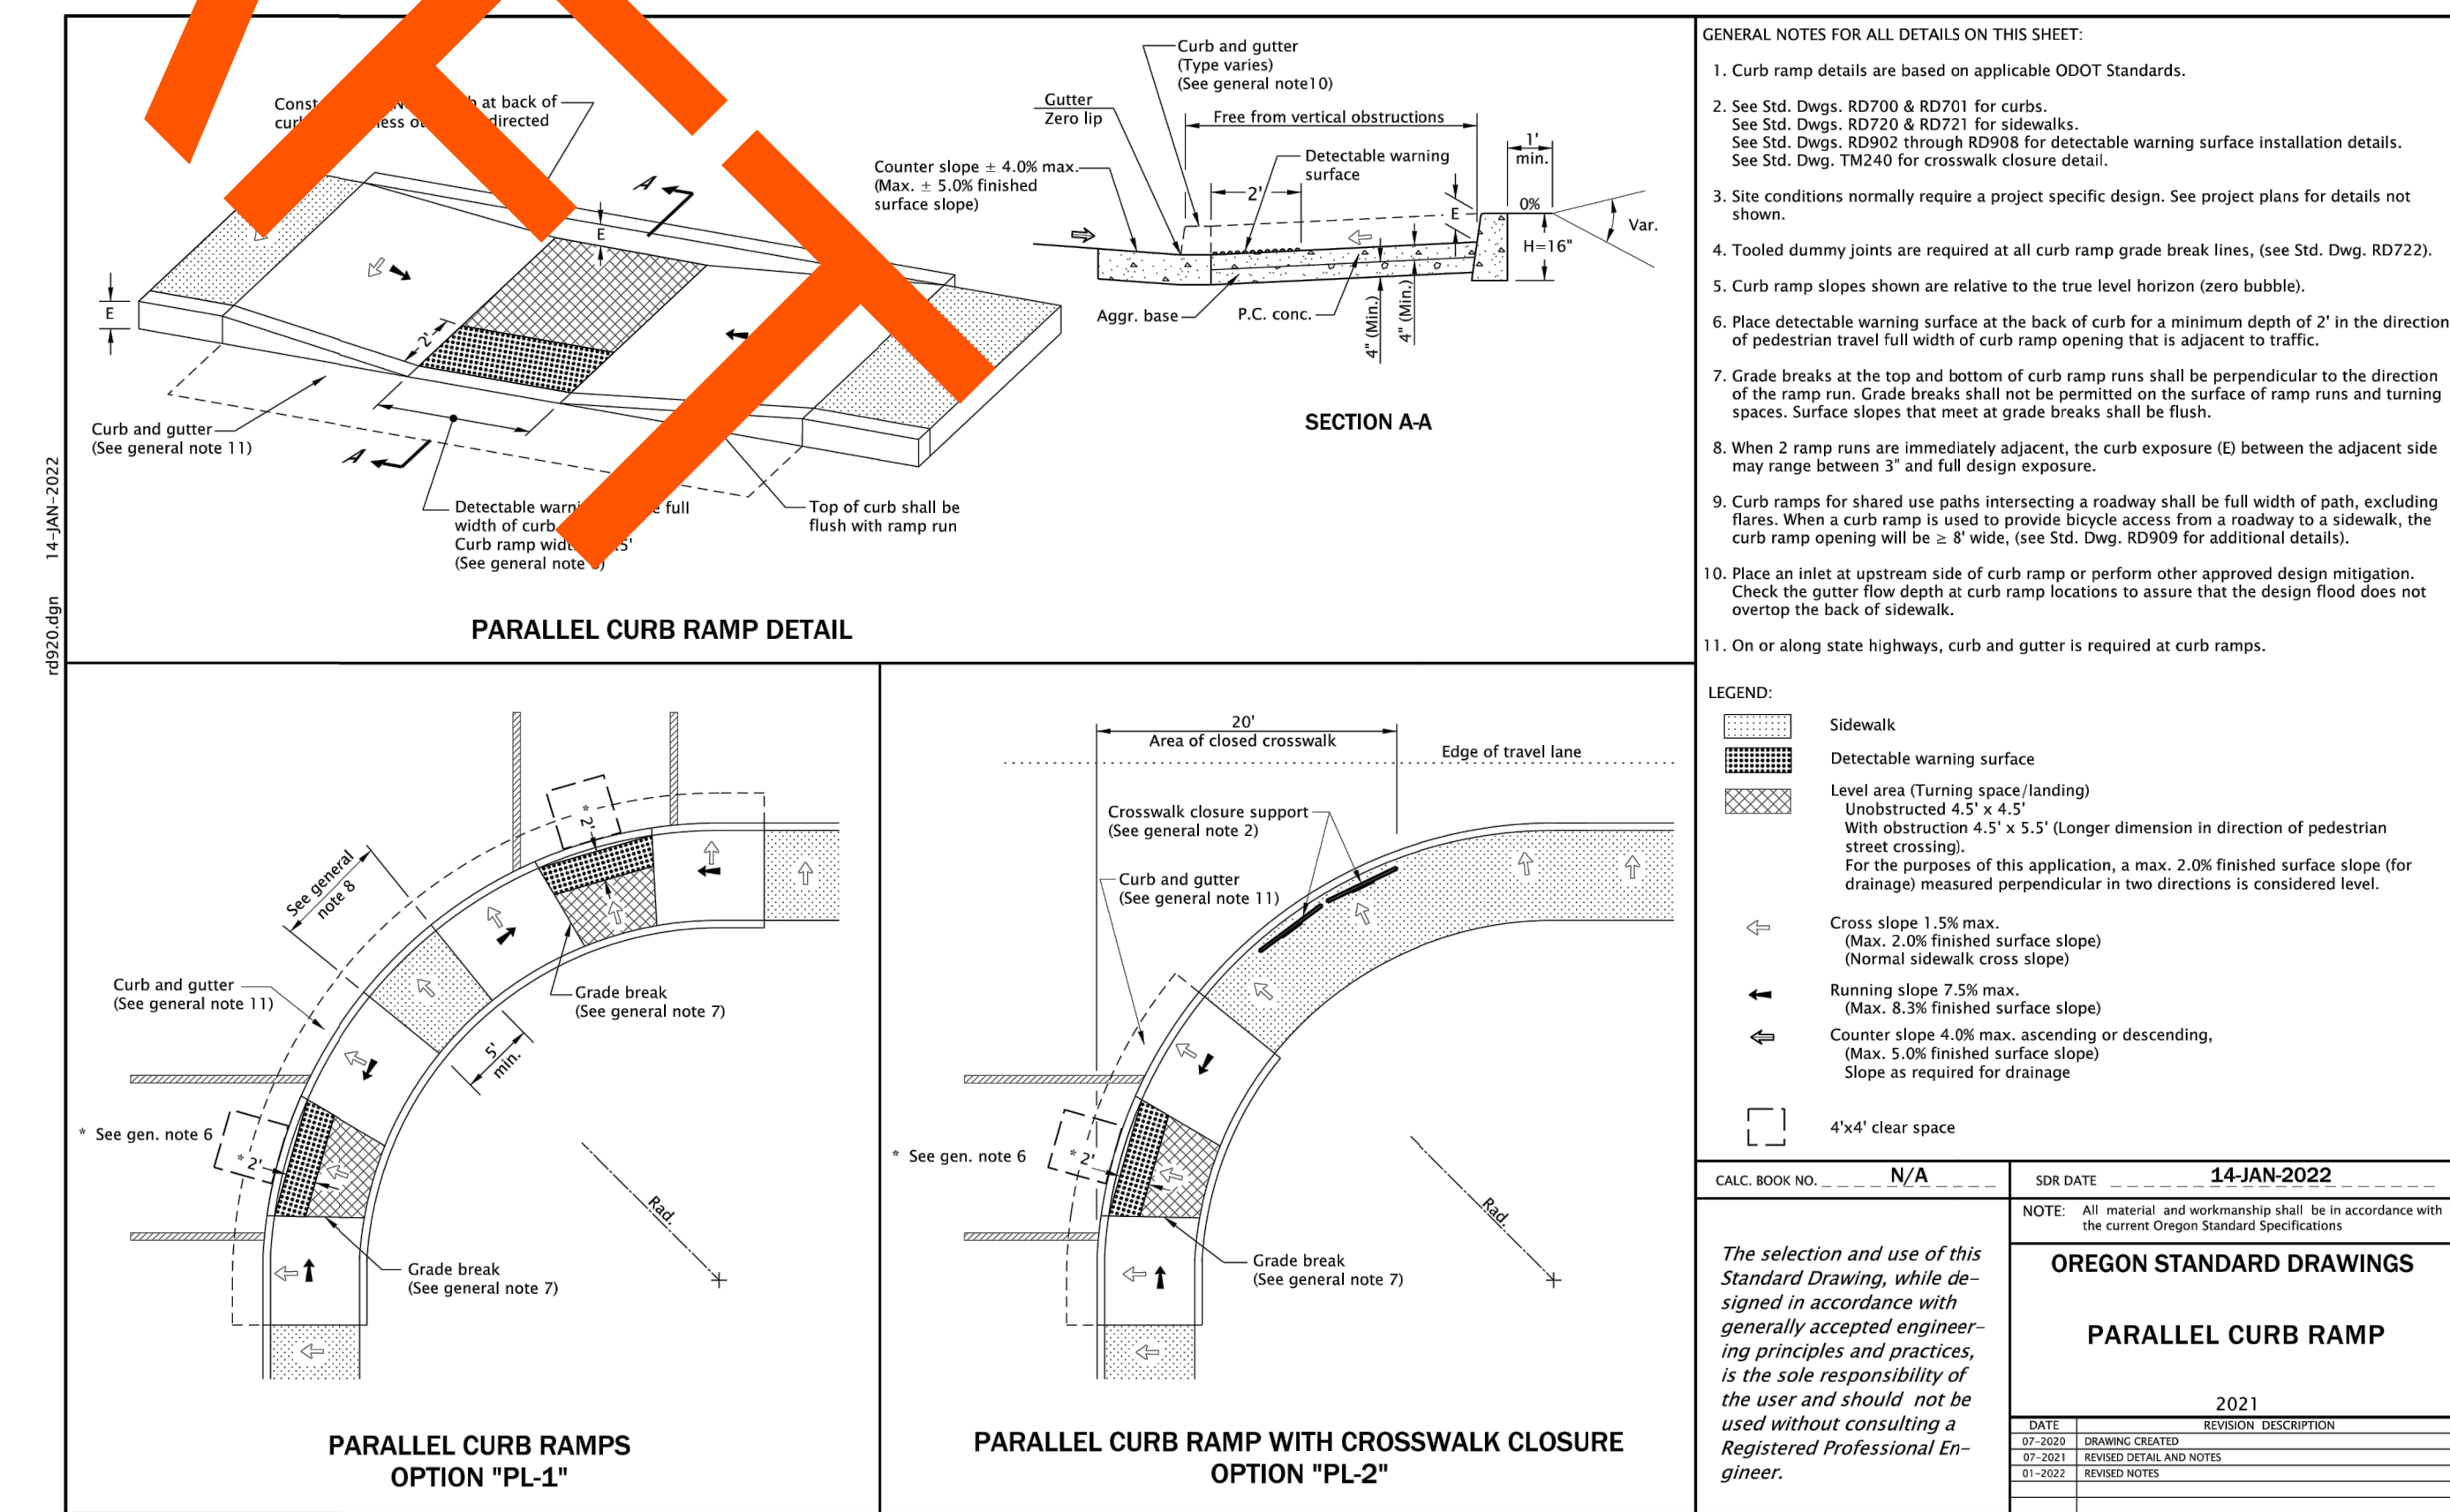 rd920.dgn 14-JAN-2022
at back of
directed
E
E
A
2'
Curb and gutter
(See general note 11)
A
Detectable full
width of curb
Curb ramp
(See general note
Top of curb shall be
flush with ramp run
PARALLEL CURB RAMP DETAIL
Curb and gutter
(Type varies)
(See general note10)
Gutter
Zero lip
Free from vertical obstructions
Counter slope ± 4.0% max.
(Max. ± 5.0% finished
surface slope)
Detectable warning
surface
2'
E
1'
min.
0%
Var.
H=16"
Aggr. base
P.C. conc.
4" (Min.)
4" (Min.)
SECTION A-A
See general
note 8
* 2'
Curb and gutter
(See general note 11)
Grade break
(See general note 7)
5'
min.
* See gen. note 6
* 2'
Rad.
Grade break
(See general note 7)
PARALLEL CURB RAMPS
OPTION "PL-1"
20'
Area of closed crosswalk
Edge of travel lane
Crosswalk closure support
(See general note 2)
Curb and gutter
(See general note 11)
* See gen. note 6
* 2'
Rad.
Grade break
(See general note 7)
PARALLEL CURB RAMP WITH CROSSWALK CLOSURE
OPTION "PL-2"
GENERAL NOTES FOR ALL DETAILS ON THIS SHEET:
1. Curb ramp details are based on applicable ODOT Standards.
2. See Std. Dwgs. RD700 & RD701 for curbs.
See Std. Dwgs. RD720 & RD721 for sidewalks.
See Std. Dwgs. RD902 through RD908 for detectable warning surface installation details.
See Std. Dwg. TM240 for crosswalk closure detail.
3. Site conditions normally require a project specific design. See project plans for details not
shown.
4. Tooled dummy joints are required at all curb ramp grade break lines, (see Std. Dwg. RD722).
5. Curb ramp slopes shown are relative to the true level horizon (zero bubble).
6. Place detectable warning surface at the back of curb for a minimum depth of 2' in the direction
of pedestrian travel full width of curb ramp opening that is adjacent to traffic.
7. Grade breaks at the top and bottom of curb ramp runs shall be perpendicular to the direction
of the ramp run. Grade breaks shall not be permitted on the surface of ramp runs and turning
spaces. Surface slopes that meet at grade breaks shall be flush.
8. When 2 ramp runs are immediately adjacent, the curb exposure (E) between the adjacent side
may range between 3" and full design exposure.
9. Curb ramps for shared use paths intersecting a roadway shall be full width of path, excluding
flares. When a curb ramp is used to provide bicycle access from a roadway to a sidewalk, the
curb ramp opening will be ≥ 8' wide, (see Std. Dwg. RD909 for additional details).
10. Place an inlet at upstream side of curb ramp or perform other approved design mitigation.
Check the gutter flow depth at curb ramp locations to assure that the design flood does not
overtop the back of sidewalk.
11. On or along state highways, curb and gutter is required at curb ramps.
LEGEND:
Sidewalk
Detectable warning surface
Level area (Turning space/landing)
Unobstructed 4.5' x 4.5'
With obstruction 4.5' x 5.5' (Longer dimension in direction of pedestrian
street crossing).
For the purposes of this application, a max. 2.0% finished surface slope (for
drainage) measured perpendicular in two directions is considered level.
Cross slope 1.5% max.
(Max. 2.0% finished surface slope)
(Normal sidewalk cross slope)
Running slope 7.5% max.
(Max. 8.3% finished surface slope)
Counter slope 4.0% max. ascending or descending,
(Max. 5.0% finished surface slope)
Slope as required for drainage
4'x4' clear space
CALC. BOOK NO. N/A
SDR DATE 14-JAN-2022
NOTE: All material and workmanship shall be in accordance with
the current Oregon Standard Specifications
The selection and use of this
Standard Drawing, while de-
signed in accordance with
generally accepted engineer-
ing principles and practices,
is the sole responsibility of
the user and should not be
used without consulting a
Registered Professional En-
gineer.
OREGON STANDARD DRAWINGS
PARALLEL CURB RAMP
2021
DATE REVISION DESCRIPTION
07-2020 DRAWING CREATED
07-2021 REVISED DETAIL AND NOTES
01-2022 REVISED NOTES